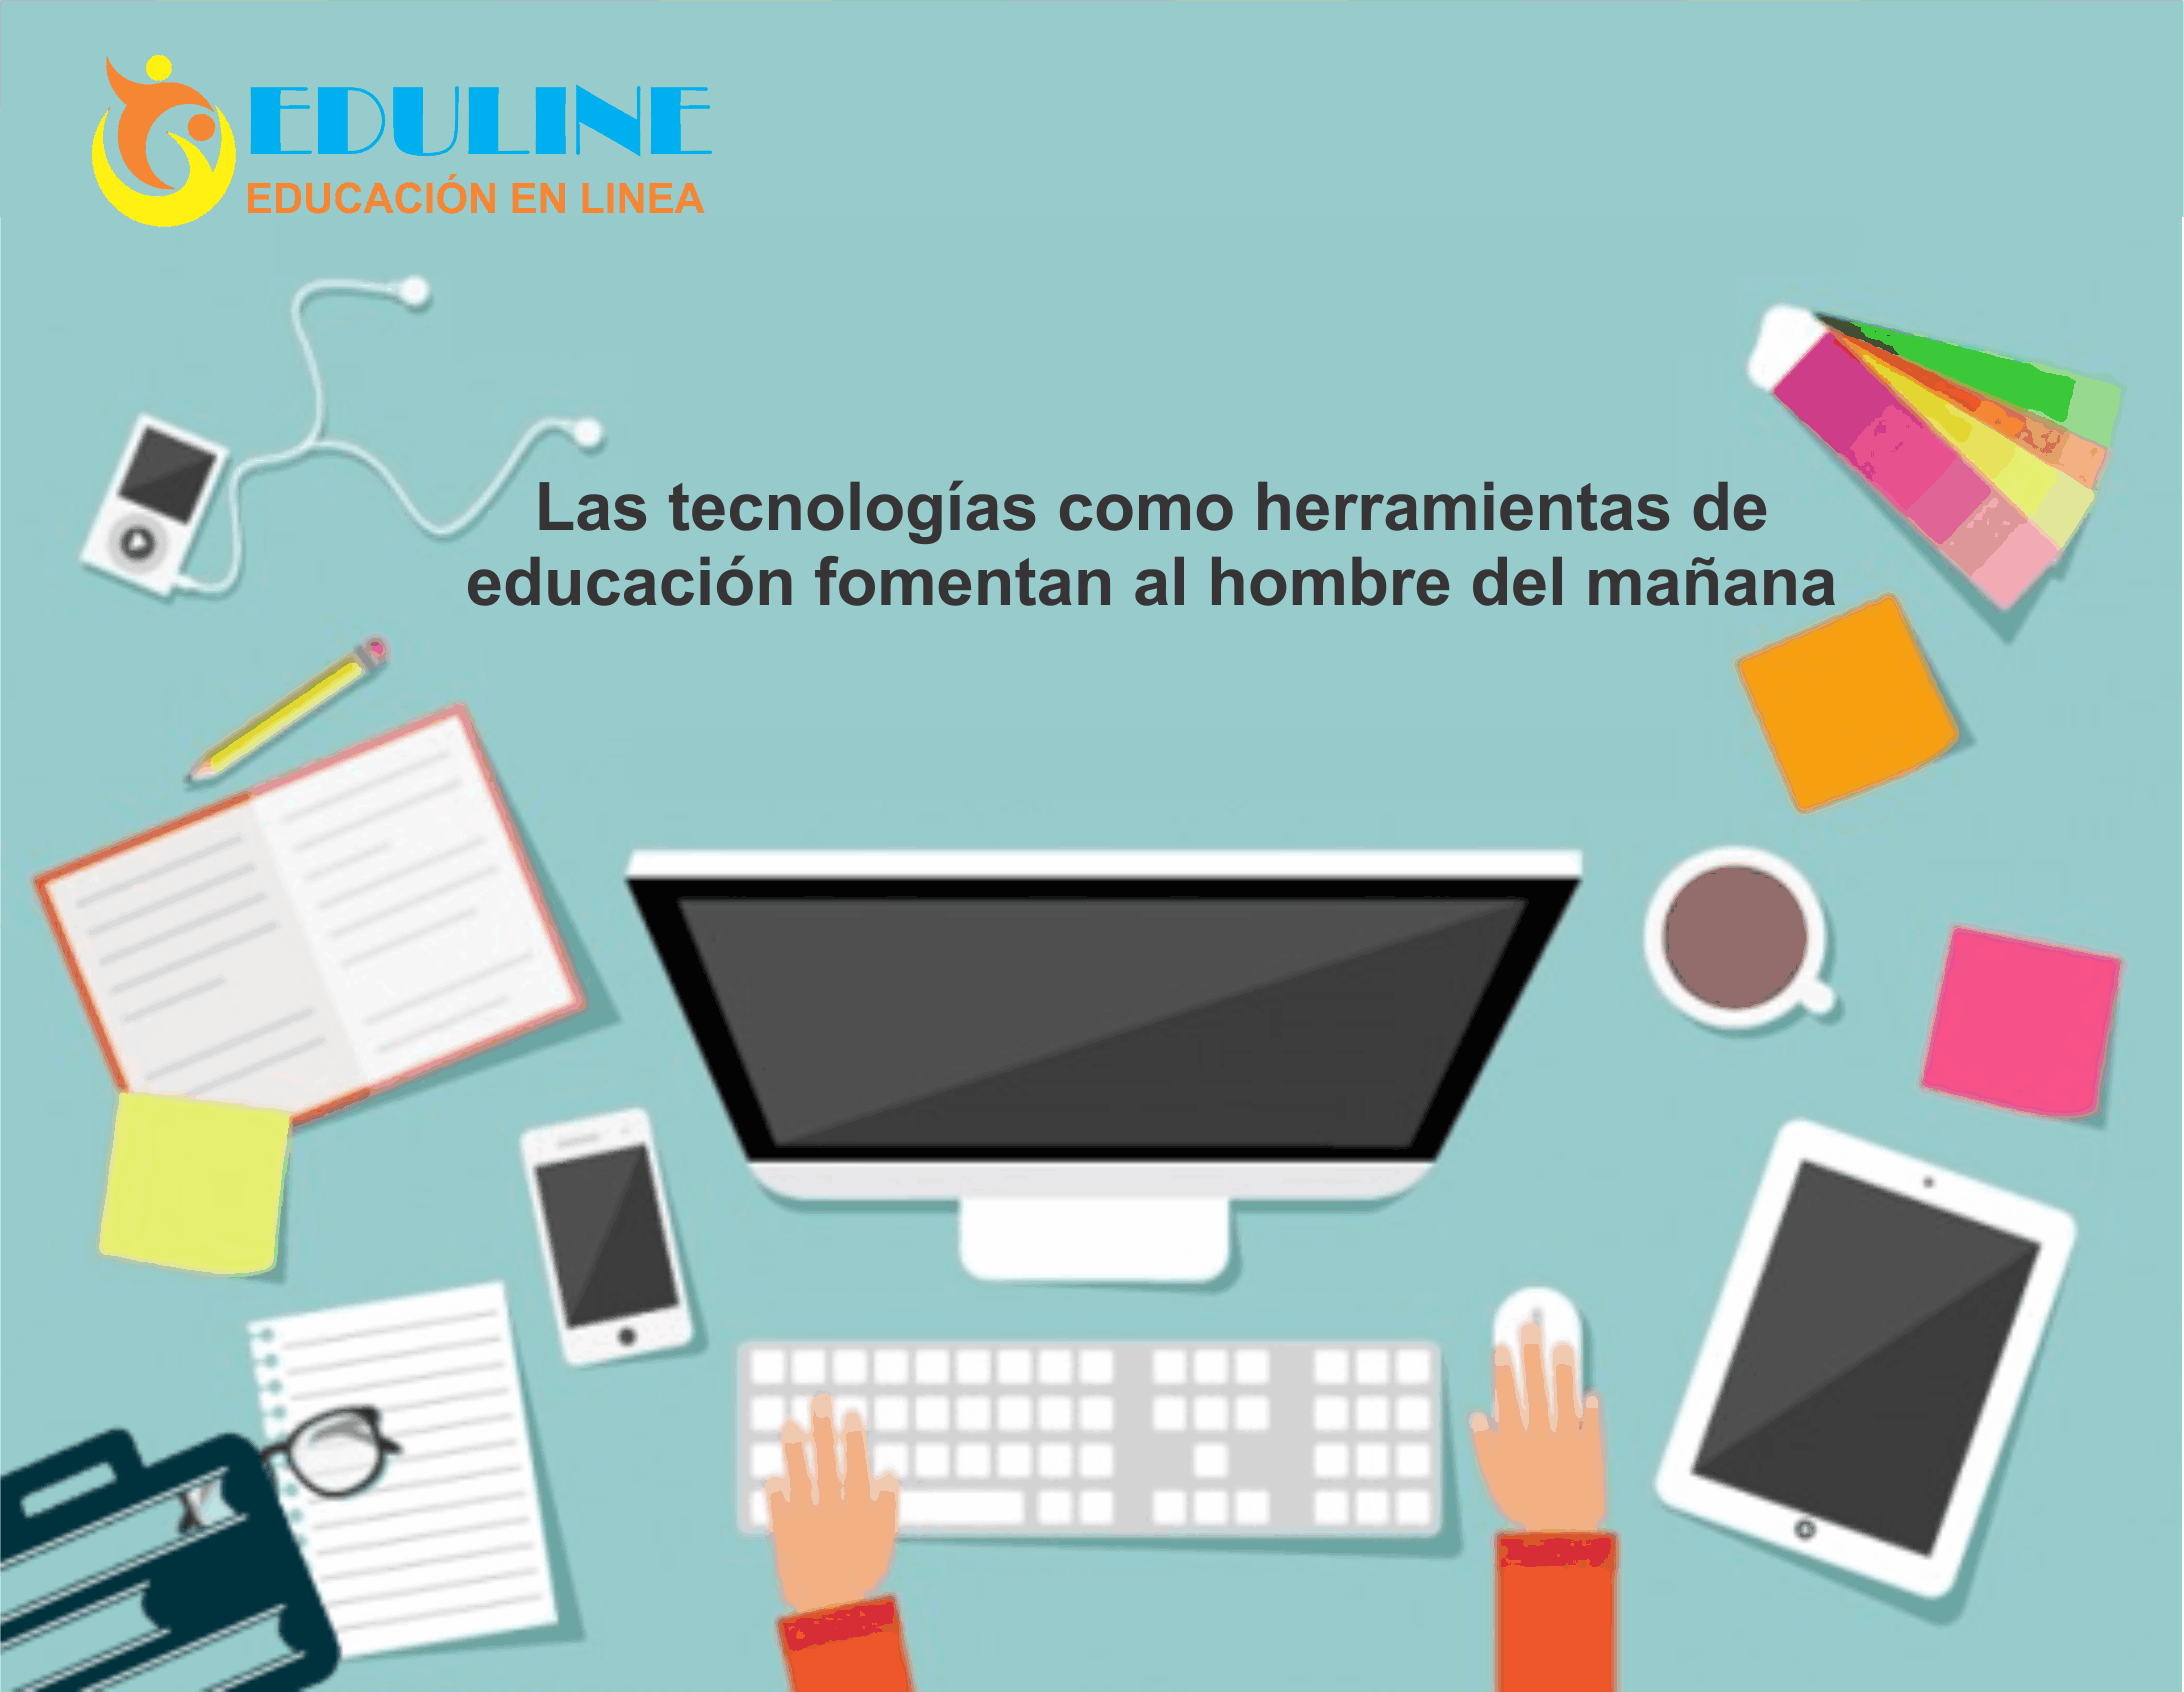 EDULINE
EDUCACIÓN EN LINEA
Las tecnologías como herramientas de
educación fomentan al hombre del mañana